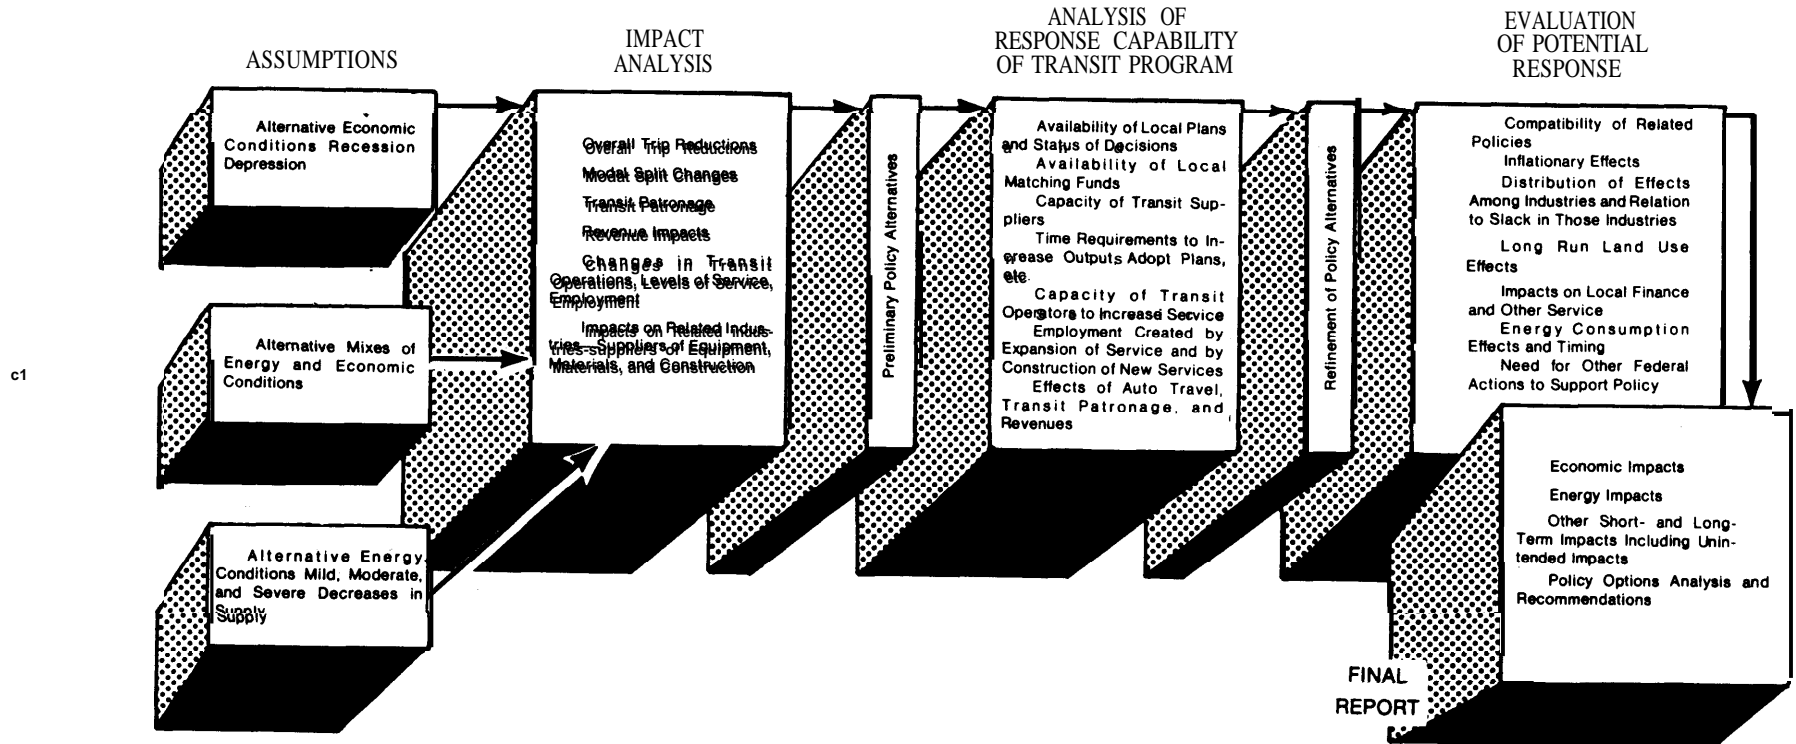 ASSUMPTIONS
IMPACT
ANALYSIS
ANALYSIS OF
RESPONSE CAPABILITY
OF TRANSIT PROGRAM
EVALUATION
OF POTENTIAL
RESPONSE
Alternative Economic
Conditions Recession
Depression
Alternative Mixes of
Energy and Economic
Conditions
Alternative Energy
Conditions Mild, Moderate,
and Severe Decreases in
Supply
Overall Trip Reductions
Modal Split Changes
Transit Patronage
Revenue Impacts
Changes in Transit
Operations, Levels of Service,
Employment
Impacts on Related Indus-
tries—Suppliers of Equipment,
Materials, and Construction
Preliminary Policy Alternatives
Availability of Local Plans
and Status of Decisions
Availability of Local
Matching Funds
Capacity of Transit Sup-
pliers
Time Requirements to In-
crease Outputs Adopt Plans,
etc.
Capacity of Transit
Operators to Increase Service
Employment Created by
Expansion of Service and by
Construction of New Services
Effects of Auto Travel,
Transit Patronage, and
Revenues
Refinement of Policy Alternatives
Compatibility of Related
Policies
Inflationary Effects
Distribution of Effects
Among Industries and Relation
to Slack in Those Industries
Long Run Land Use
Effects
Impacts on Local Finance
and Other Service
Energy Consumption
Effects and Timing
Need for Other Federal
Actions to Support Policy
Economic Impacts
Energy Impacts
Other Short- and Long-
Term Impacts Including Unin-
tended Impacts
Policy Options Analysis and
Recommendations
FINAL
REPORT
c1